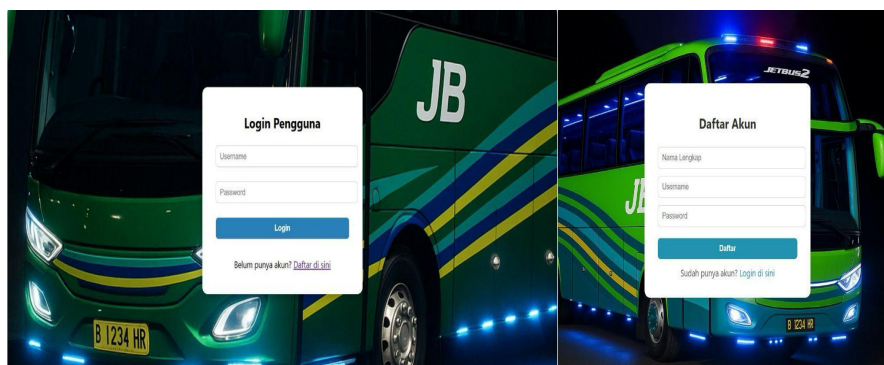 JB
Login Pengguna
Username
Password
Login
Belum punya akun? Daftar di sini
B 1234 HR
JETBUS2
Daftar Akun
Nama Lengkap
Username
Password
Daftar
Sudah punya akun? Login di sini
B 1234 HR